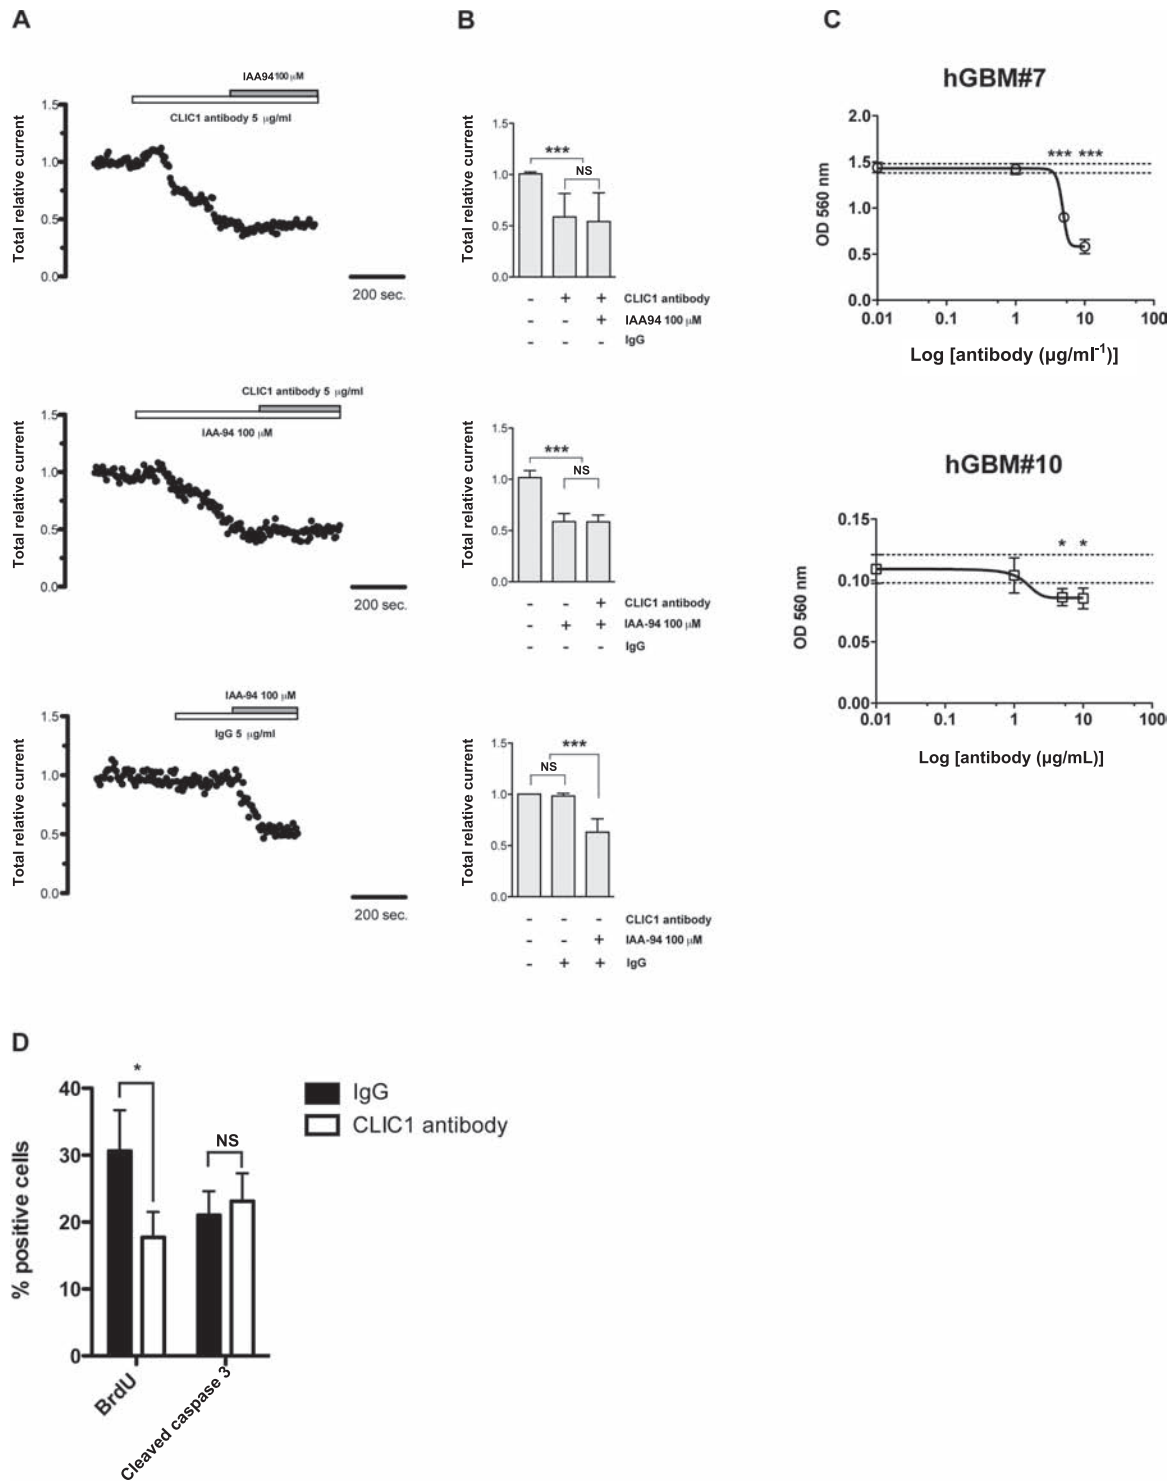 A
IAA94 100 μM
CLIC1 antibody 5 μg/ml
Total relative current
1.5
1.0
0.5
0.0
200 sec.
CLIC1 antibody 5 μg/ml
IAA-94 100 μM
Total relative current
1.5
1.0
0.5
0.0
200 sec.
IAA-94 100 μM
IgG 5 μg/ml
Total relative current
1.5
1.0
0.5
0.0
200 sec.
B
Total relative current
1.5
1.0
0.5
0.0
***
NS
- + + CLIC1 antibody
- - + IAA94 100 μM
- - - IgG
Total relative current
1.5
1.0
0.5
0.0
***
NS
- - + CLIC1 antibody
- + + IAA-94 100 μM
- - - IgG
Total relative current
1.5
1.0
0.5
0.0
***
NS
- - - CLIC1 antibody
- - + IAA-94 100 μM
- + + IgG
C
hGBM#7
OD 560 nm
2.0
1.5
1.0
0.5
0.0
*** ***
0.01 0.1 1 10 100
Log [antibody (μg/ml⁻¹)]
hGBM#10
OD 560 nm
0.15
0.10
0.05
0.00
* *
0.01 0.1 1 10 100
Log [antibody (μg/mL)]
D
% positive cells
40
30
20
10
0
*
NS
IgG
CLIC1 antibody
BrdU
Cleaved caspase 3